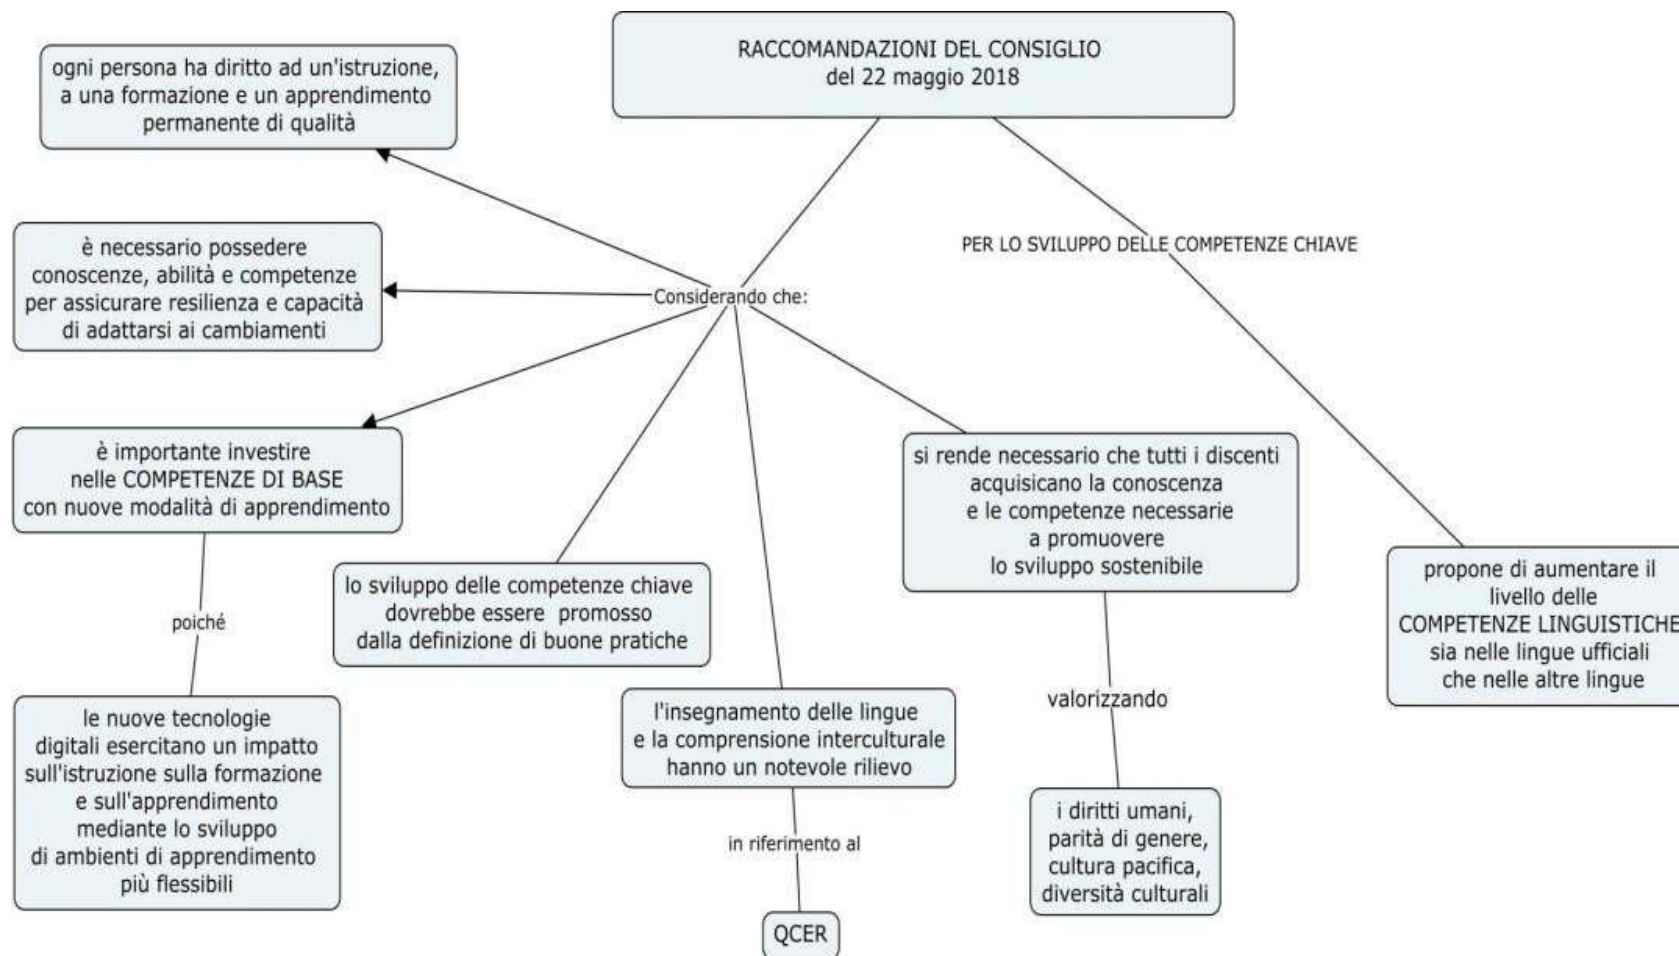 RACCOMANDAZIONI DEL CONSIGLIO
del 22 maggio 2018
ogni persona ha diritto ad un'istruzione,
a una formazione e un apprendimento
permanente di qualità
è necessario possedere
conoscenze, abilità e competenze
per assicurare resilienza e capacità
di adattarsi ai cambiamenti
PER LO SVILUPPO DELLE COMPETENZE CHIAVE
Considerando che:
è importante investire
nelle COMPETENZE DI BASE
con nuove modalità di apprendimento
si rende necessario che tutti i discenti
acquisicano la conoscenza
e le competenze necessarie
a promuovere
lo sviluppo sostenibile
lo sviluppo delle competenze chiave
dovrebbe essere promosso
dalla definizione di buone pratiche
propone di aumentare il
livello delle
COMPETENZE LINGUISTICHE
sia nelle lingue ufficiali
che nelle altre lingue
poiché
le nuove tecnologie
digitali esercitano un impatto
sull'istruzione sulla formazione
e sull'apprendimento
mediante lo sviluppo
di ambienti di apprendimento
più flessibili
l'insegnamento delle lingue
e la comprensione interculturale
hanno un notevole rilievo
valorizzando
i diritti umani,
parità di genere,
cultura pacifica,
diversità culturali
in riferimento al
QCER